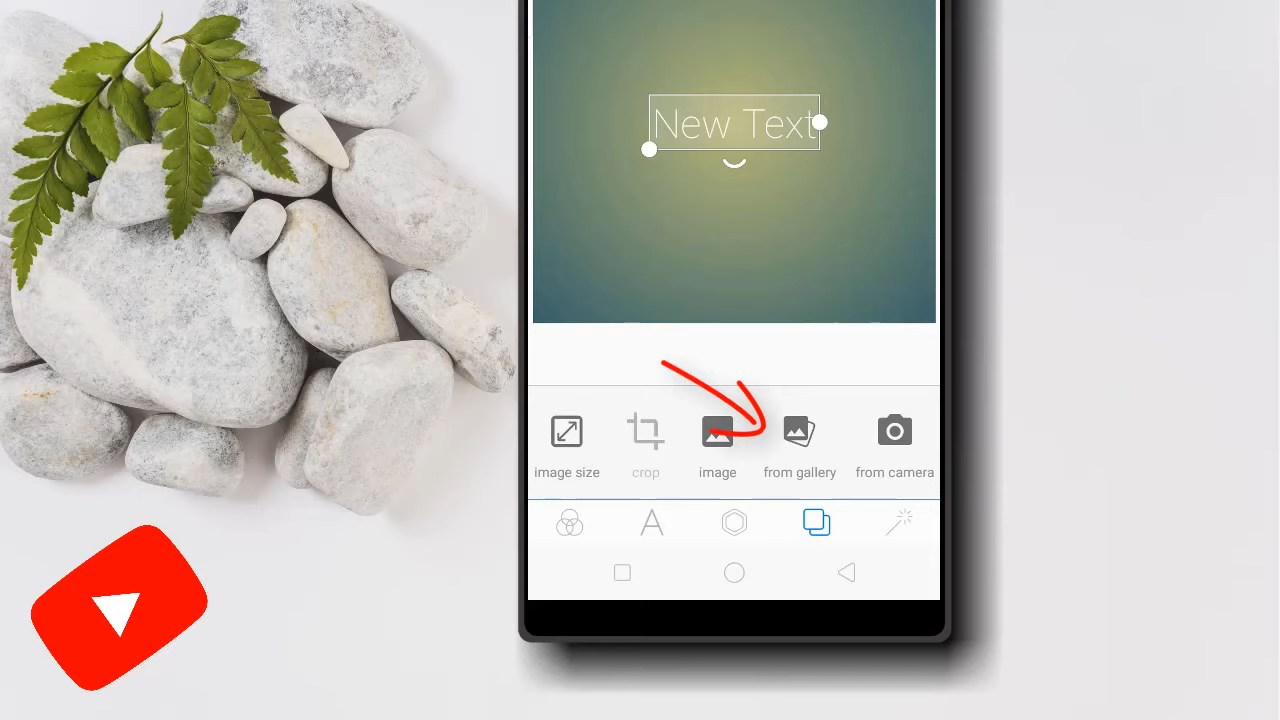 New Text
image size
crop
image
from gallery
from camera